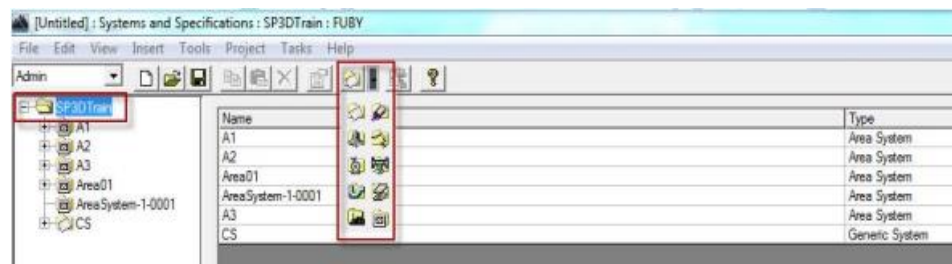 [Untitled] : Systems and Specifications : SP3DTrain : FUBY
File Edit View Insert Tools Project Tasks Help
Admin
SP3DTrain
A1
A2
A3
Area01
AreaSystem-1-0001
CS
Name Type
A1 Area System
A2 Area System
Area01 Area System
AreaSystem-1-0001 Area System
A3 Area System
CS Generic System